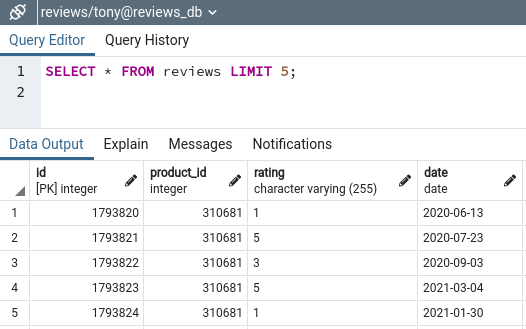 reviews/tony@reviews_db
Query Editor Query History
1 SELECT * FROM reviews LIMIT 5;
2
Data Output Explain Messages Notifications
id product_id rating date
[PK] integer integer character varying (255) date
1 1793820 310681 1 2020-06-13
2 1793821 310681 5 2020-07-23
3 1793822 310681 3 2020-09-03
4 1793823 310681 5 2021-03-04
5 1793824 310681 1 2021-01-30